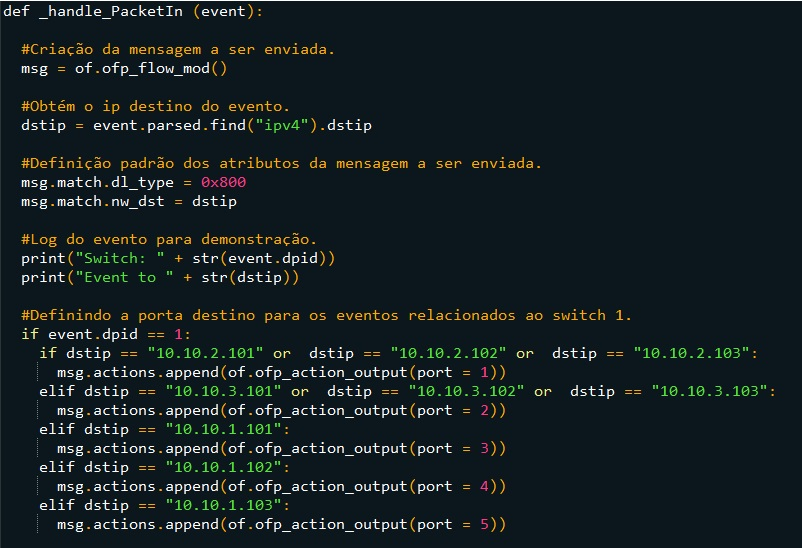 def _handle_PacketIn (event):
#Criação da mensagem a ser enviada.
msg = of.ofp_flow_mod()
#Obtém o ip destino do evento.
dstip = event.parsed.find("ipv4").dstip
#Definição padrão dos atributos da mensagem a ser enviada.
msg.match.dl_type = 0x800
msg.match.nw_dst = dstip
#Log do evento para demonstração.
print("Switch: " + str(event.dpid))
print("Event to " + str(dstip))
#Definindo a porta destino para os eventos relacionados ao switch 1.
if event.dpid == 1:
if dstip == "10.10.2.101" or  dstip == "10.10.2.102" or  dstip == "10.10.2.103":
msg.actions.append(of.ofp_action_output(port = 1))
elif dstip == "10.10.3.101" or  dstip == "10.10.3.102" or  dstip == "10.10.3.103":
msg.actions.append(of.ofp_action_output(port = 2))
elif dstip == "10.10.1.101":
msg.actions.append(of.ofp_action_output(port = 3))
elif dstip == "10.10.1.102":
msg.actions.append(of.ofp_action_output(port = 4))
elif dstip == "10.10.1.103":
msg.actions.append(of.ofp_action_output(port = 5))